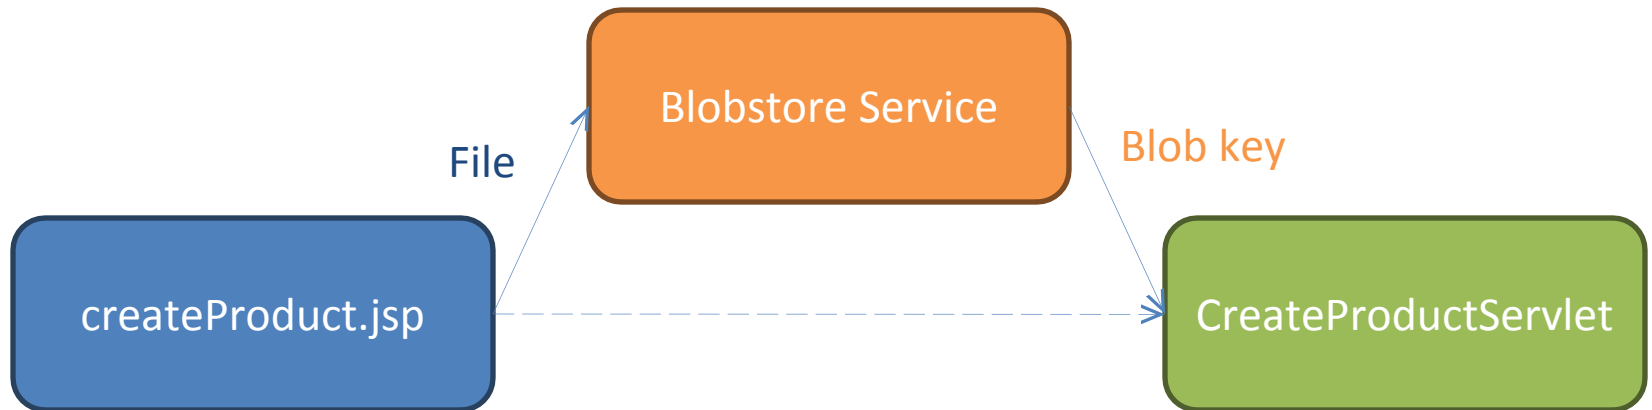 Blobstore Service
File
Blob key
createProduct.jsp
CreateProductServlet